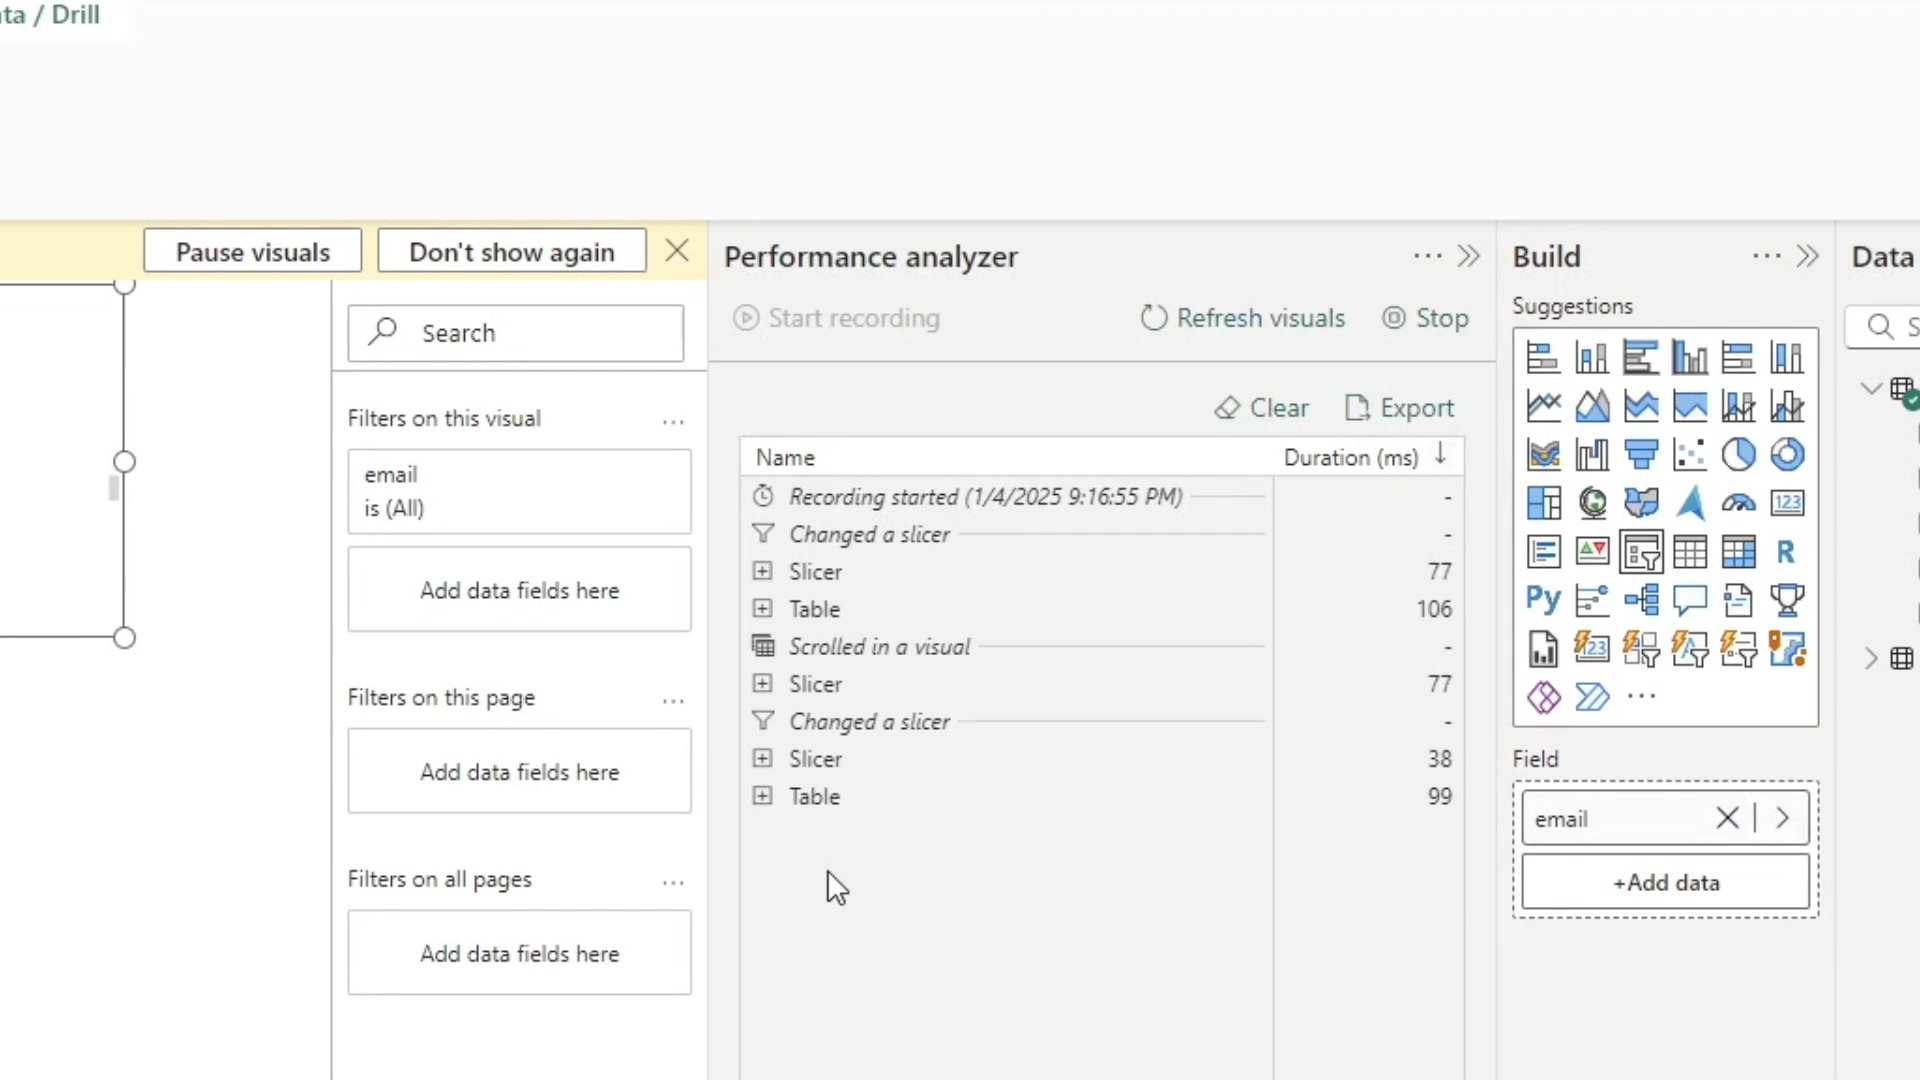 ta / Drill
Pause visuals
Don't show again
Search
Filters on this visual
...
email
is (All)
Add data fields here
Filters on this page
...
Add data fields here
Filters on all pages
...
Add data fields here
Performance analyzer
...
Start recording
Refresh visuals
Stop
Clear
Export
Name Duration (ms)
Recording started (1/4/2025 9:16:55 PM) -
Changed a slicer -
Slicer 77
Table 106
Scrolled in a visual -
Slicer 77
Changed a slicer -
Slicer 38
Table 99
Build
...
Suggestions
123
R
Py
123
...
Field
email
+Add data
Data
S